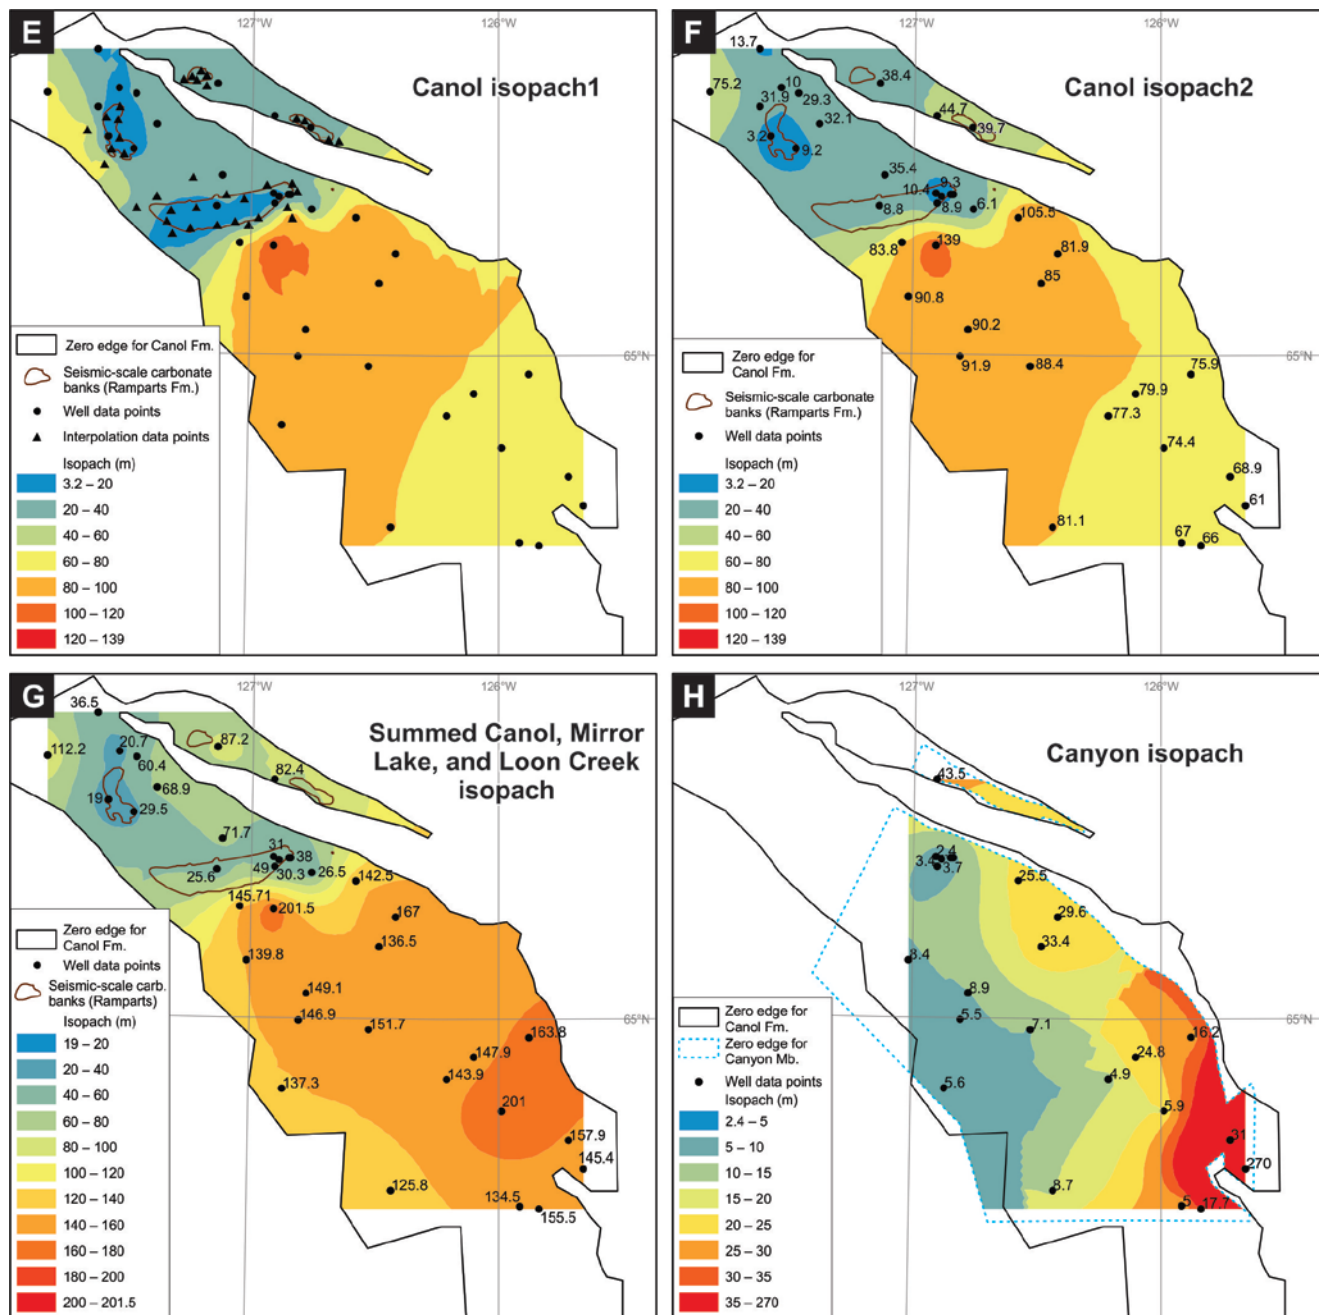 E
127°W
126°W
Canol isopach1
65°N
Zero edge for Canol Fm.
Seismic-scale carbonate
banks (Ramparts Fm.)
Well data points
Interpolation data points
Isopach (m)
3.2 – 20
20 – 40
40 – 60
60 – 80
80 – 100
100 – 120
120 – 139
F
127°W
126°W
Canol isopach2
13.7
75.2
10
38.4
31.9
29.3
44.7
32.1
39.7
3.2
9.2
35.4
9.3
10.4
8.8
8.9
6.1
105.5
83.8
139
81.9
85
90.8
90.2
91.9
88.4
75.9
79.9
77.3
74.4
68.9
61
81.1
67
66
Zero edge for
Canol Fm.
Seismic-scale carbonate
banks (Ramparts Fm.)
Well data points
Isopach (m)
3.2 – 20
20 – 40
40 – 60
60 – 80
80 – 100
100 – 120
120 – 139
G
127°W
126°W
Summed Canol, Mirror
Lake, and Loon Creek
isopach
36.5
112.2
20.7
87.2
60.4
82.4
68.9
19
29.5
71.7
31
38
49
25.6
30.3
26.5
142.5
145.71
201.5
167
136.5
139.8
149.1
146.9
151.7
163.8
147.9
143.9
137.3
201
157.9
145.4
125.8
134.5
155.5
65°N
Zero edge for
Canol Fm.
Well data points
Seismic-scale carb.
banks (Ramparts)
Isopach (m)
19 – 20
20 – 40
40 – 60
60 – 80
80 – 100
100 – 120
120 – 140
140 – 160
160 – 180
180 – 200
200 – 201.5
H
127°W
126°W
Canyon isopach
43.5
2.4
3.4
3.7
25.5
29.6
33.4
8.4
8.9
5.5
7.1
16.2
24.8
4.9
5.6
5.9
31
270
8.7
5
17.7
65°N
Zero edge for
Canol Fm.
Zero edge for
Canyon Mb.
Well data points
Isopach (m)
2.4 – 5
5 – 10
10 – 15
15 – 20
20 – 25
25 – 30
30 – 35
35 – 270